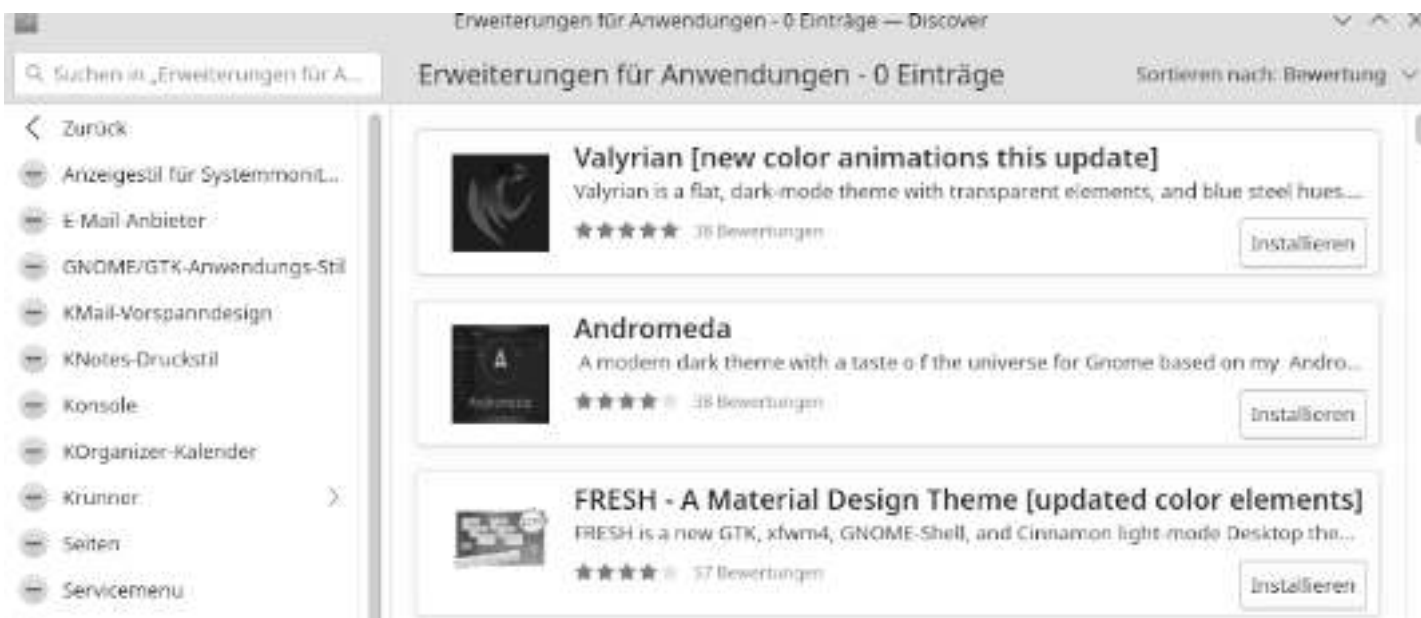 Erweiterungen für Anwendungen - 0 Einträge — Discover
Suchen in „Erweiterungen für A...
Erweiterungen für Anwendungen - 0 Einträge
Sortieren nach: Bewertung
Zurück
Anzeigestil für Systemmonit...
E-Mail-Anbieter
GNOME/GTK-Anwendungs-Stil
KMail-Vorspanndesign
KNotes-Druckstil
Konsole
KOrganizer-Kalender
Krunner
Seiten
Servicemenu
Valyrian [new color animations this update]
Valyrian is a flat, dark-mode theme with transparent elements, and blue steel hues....
Installieren
Andromeda
A modern dark theme with a taste o f the universe for Gnome based on my Andro...
38 Bewertungen
Installieren
A
FRESH - A Material Design Theme [updated color elements]
FRESH is a new GTK, xfwm4, GNOME-Shell, and Cinnamon light-mode Desktop the...
57 Bewertungen
Installieren